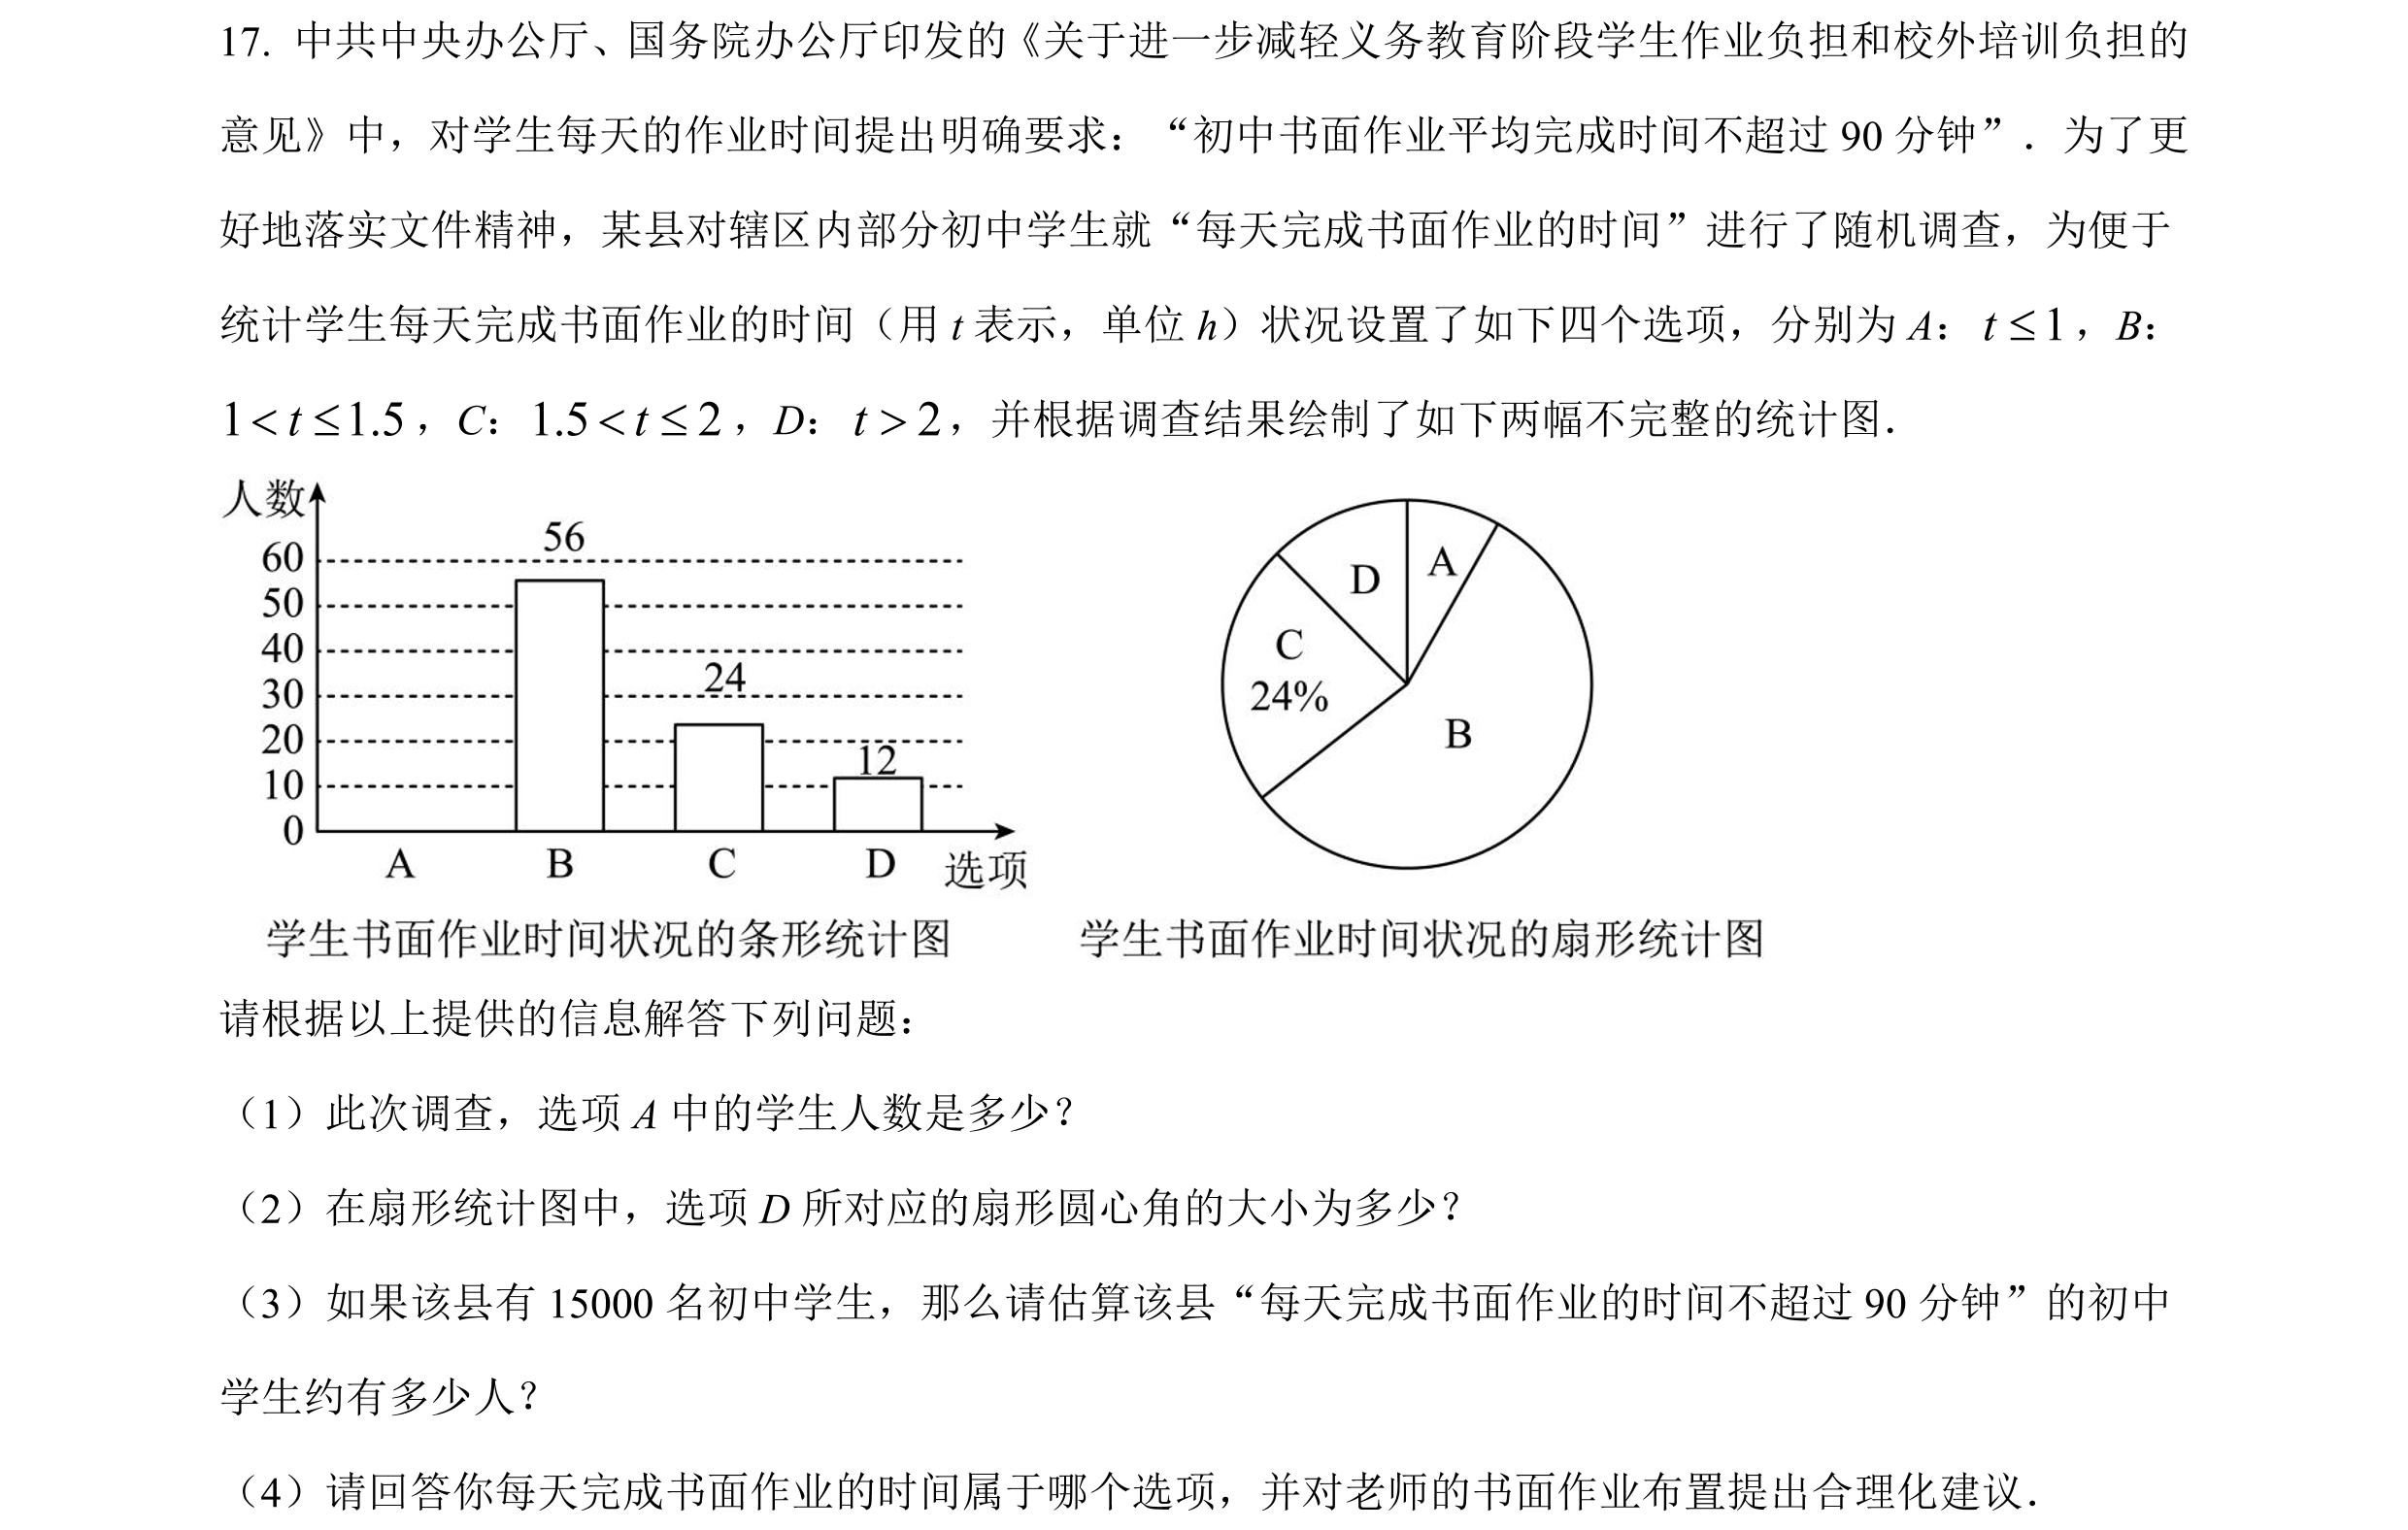 17. 中共中央办公厅、国务院办公厅印发的《关于进一步减轻义务教育阶段学生作业负担和校外培训负担的
意见》中，对学生每天的作业时间提出明确要求：“初中书面作业平均完成时间不超过 90 分钟”．为了更
好地落实文件精神，某县对辖区内部分初中学生就“每天完成书面作业的时间”进行了随机调查，为便于
统计学生每天完成书面作业的时间（用 t 表示，单位 h）状况设置了如下四个选项，分别为 A：t ≤ 1，B：
1 < t ≤ 1.5，C：1.5 < t ≤ 2，D：t > 2，并根据调查结果绘制了如下两幅不完整的统计图．
人数
60
50
40
30
20
10
0
56
24
12
A
B
C
D
选项
学生书面作业时间状况的条形统计图
D
A
C
24%
B
学生书面作业时间状况的扇形统计图
请根据以上提供的信息解答下列问题：
（1）此次调查，选项 A 中的学生人数是多少？
（2）在扇形统计图中，选项 D 所对应的扇形圆心角的大小为多少？
（3）如果该县有 15000 名初中学生，那么请估算该县“每天完成书面作业的时间不超过 90 分钟”的初中
学生约有多少人？
（4）请回答你每天完成书面作业的时间属于哪个选项，并对老师的书面作业布置提出合理化建议．